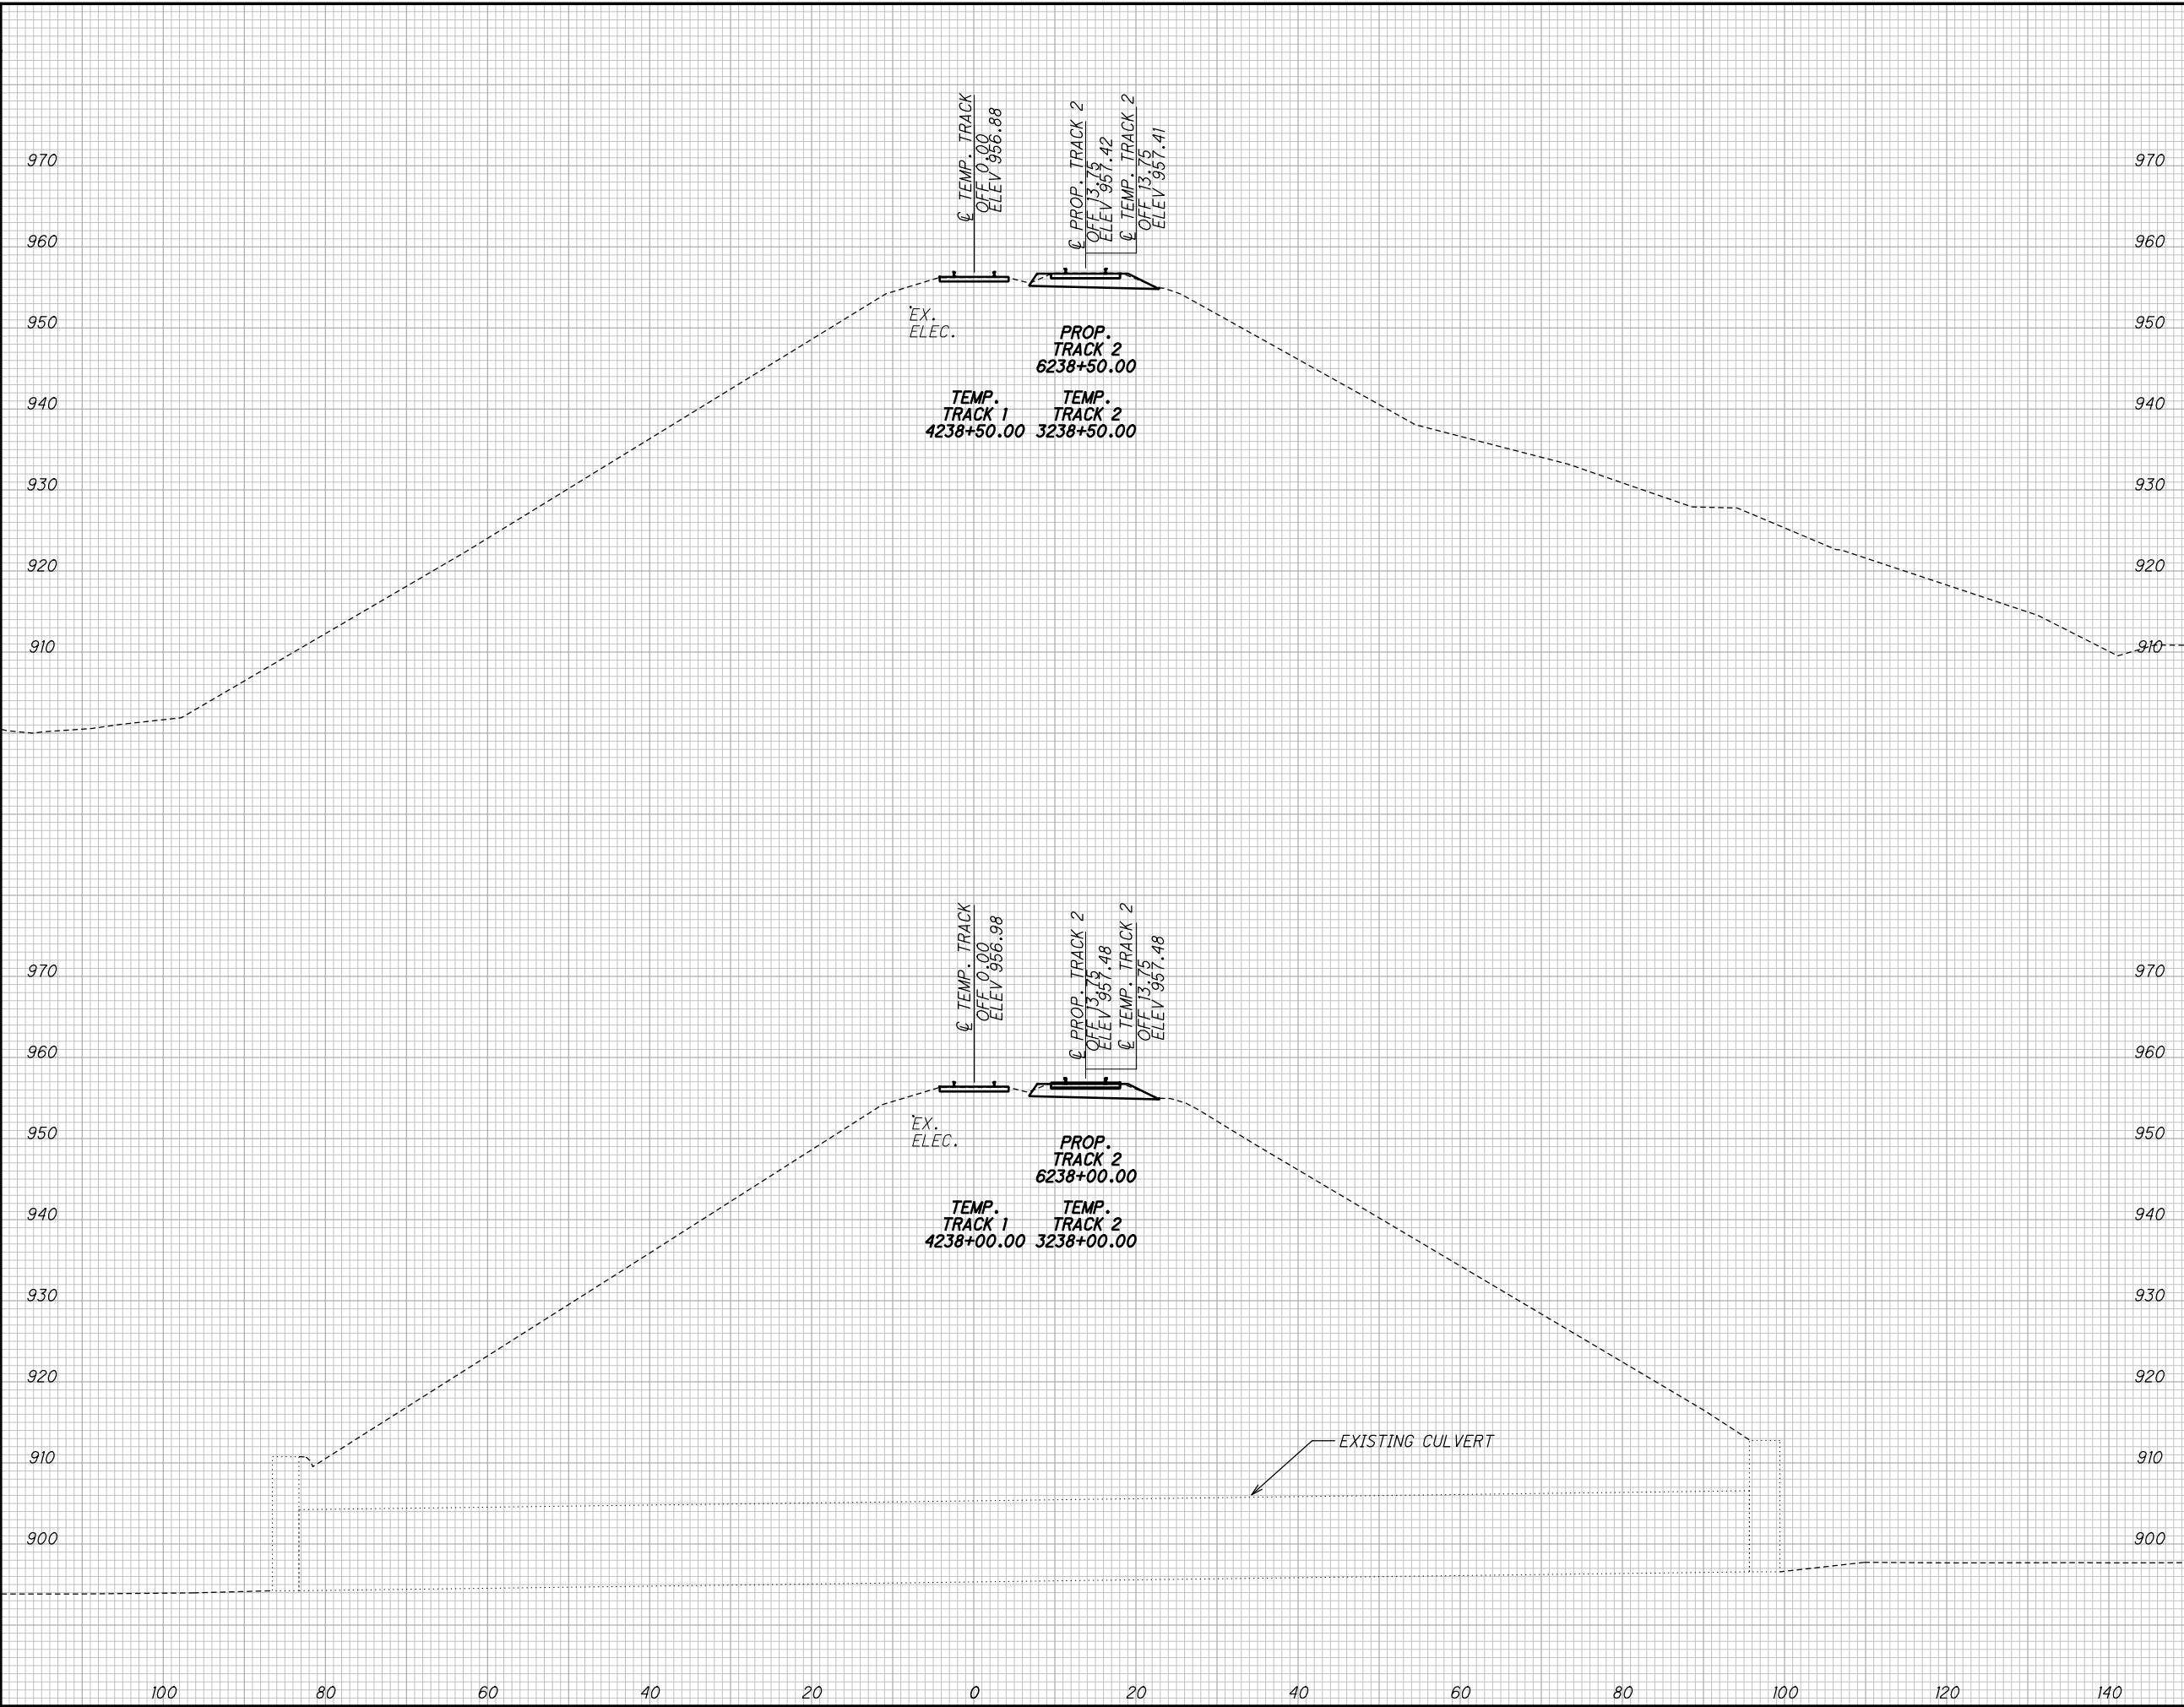 ℄ TEMP. TRACK
OFF 0.00
ELEV 956.88
℄ PROP. TRACK 2
OFF 13.75
ELEV 957.42
℄ TEMP. TRACK 2
OFF 13.75
ELEV 957.41
970 970
960 960
950 950
940 940
930 930
920 920
910 910
EX.
ELEC.
PROP.
TRACK 2
6238+50.00
TEMP.
TRACK 1
4238+50.00
TEMP.
TRACK 2
3238+50.00
℄ TEMP. TRACK
OFF 0.00
ELEV 956.98
℄ PROP. TRACK 2
OFF 13.75
ELEV 957.48
℄ TEMP. TRACK 2
OFF 13.75
ELEV 957.48
970 970
960 960
950 950
940 940
930 930
920 920
910 910
900 900
EX.
ELEC.
PROP.
TRACK 2
6238+00.00
TEMP.
TRACK 1
4238+00.00
TEMP.
TRACK 2
3238+00.00
EXISTING CULVERT
100 80 60 40 20 0 20 40 60 80 100 120 140